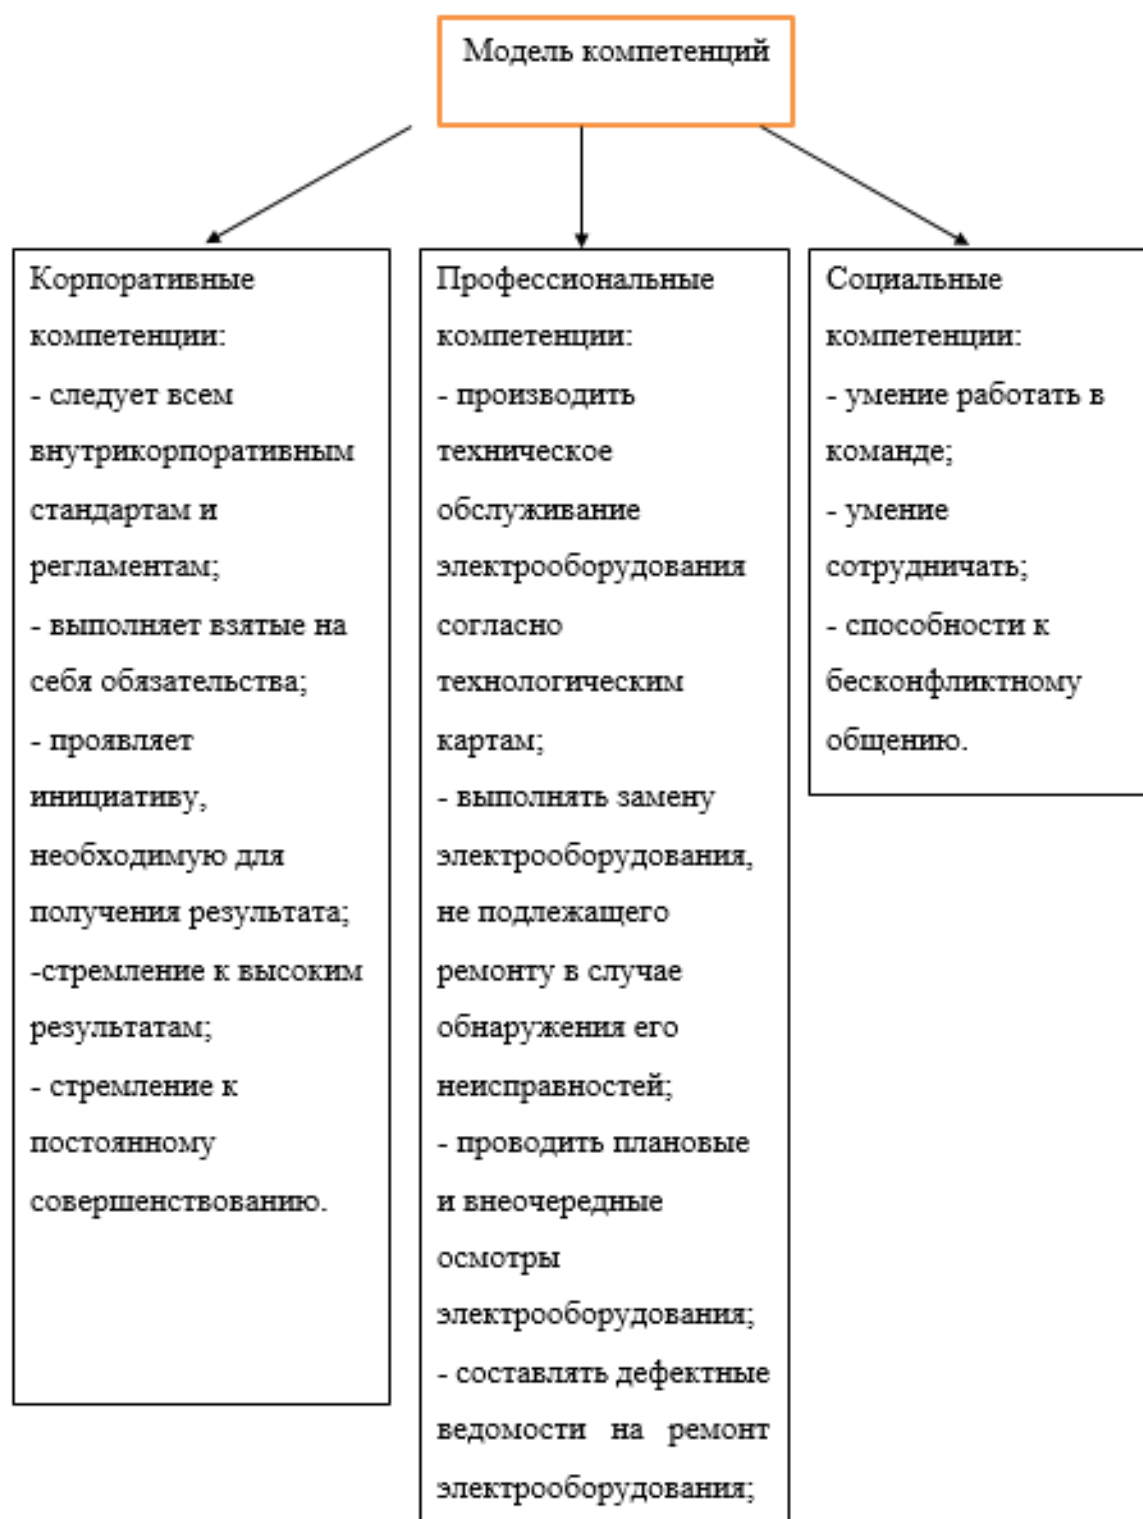 Модель компетенций
Корпоративные
компетенции:
- следует всем
внутрикорпоративным
стандартам и
регламентам;
- выполняет взятые на
себя обязательства;
- проявляет
инициативу,
необходимую для
получения результата;
-стремление к высоким
результатам;
- стремление к
постоянному
совершенствованию.
Профессиональные
компетенции:
- производить
техническое
обслуживание
электрооборудования
согласно
технологическим
картам;
- выполнять замену
электрооборудования,
не подлежащего
ремонту в случае
обнаружения его
неисправностей;
- проводить плановые
и внеочередные
осмотры
электрооборудования;
- составлять дефектные
ведомости на ремонт
электрооборудования;
Социальные
компетенции:
- умение работать в
команде;
- умение
сотрудничать;
- способности к
бесконфликтному
общению.